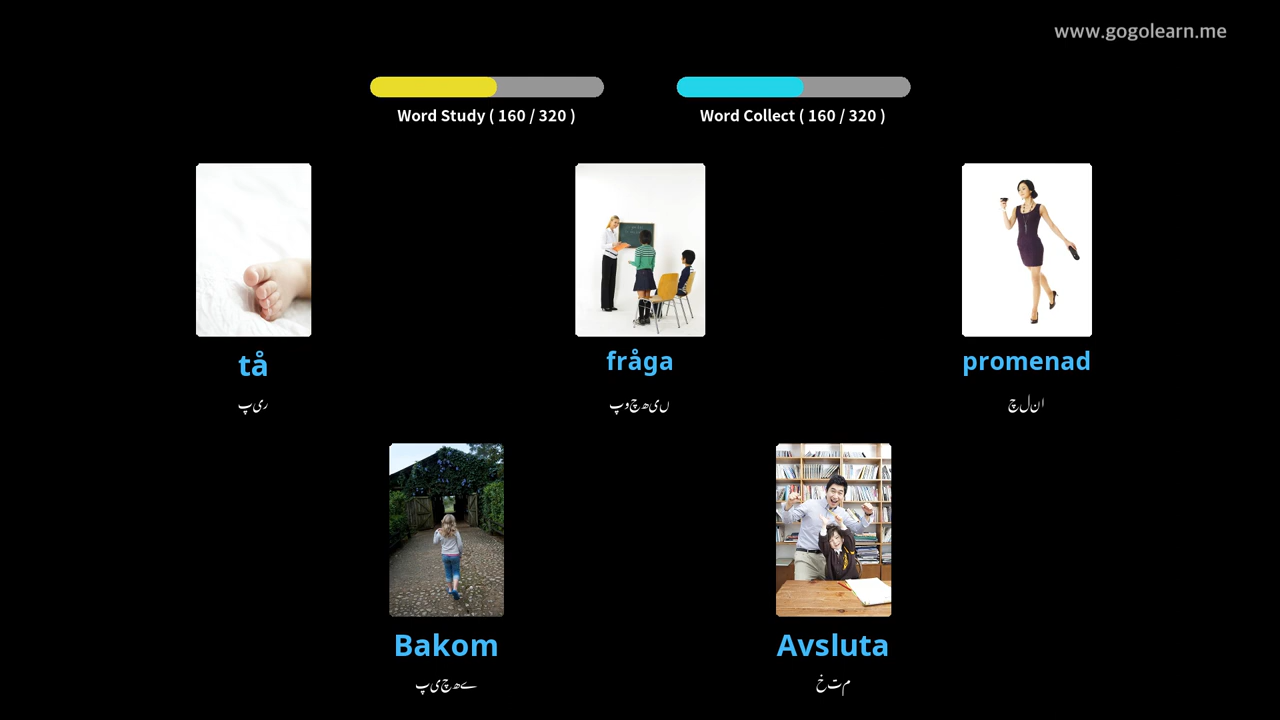 www.gogolearn.me
Word Study ( 160 / 320 )
Word Collect ( 160 / 320 )
tå
پیر
fråga
پوچھیں
promenad
چلنا
Bakom
پیچھے
Avsluta
ختم